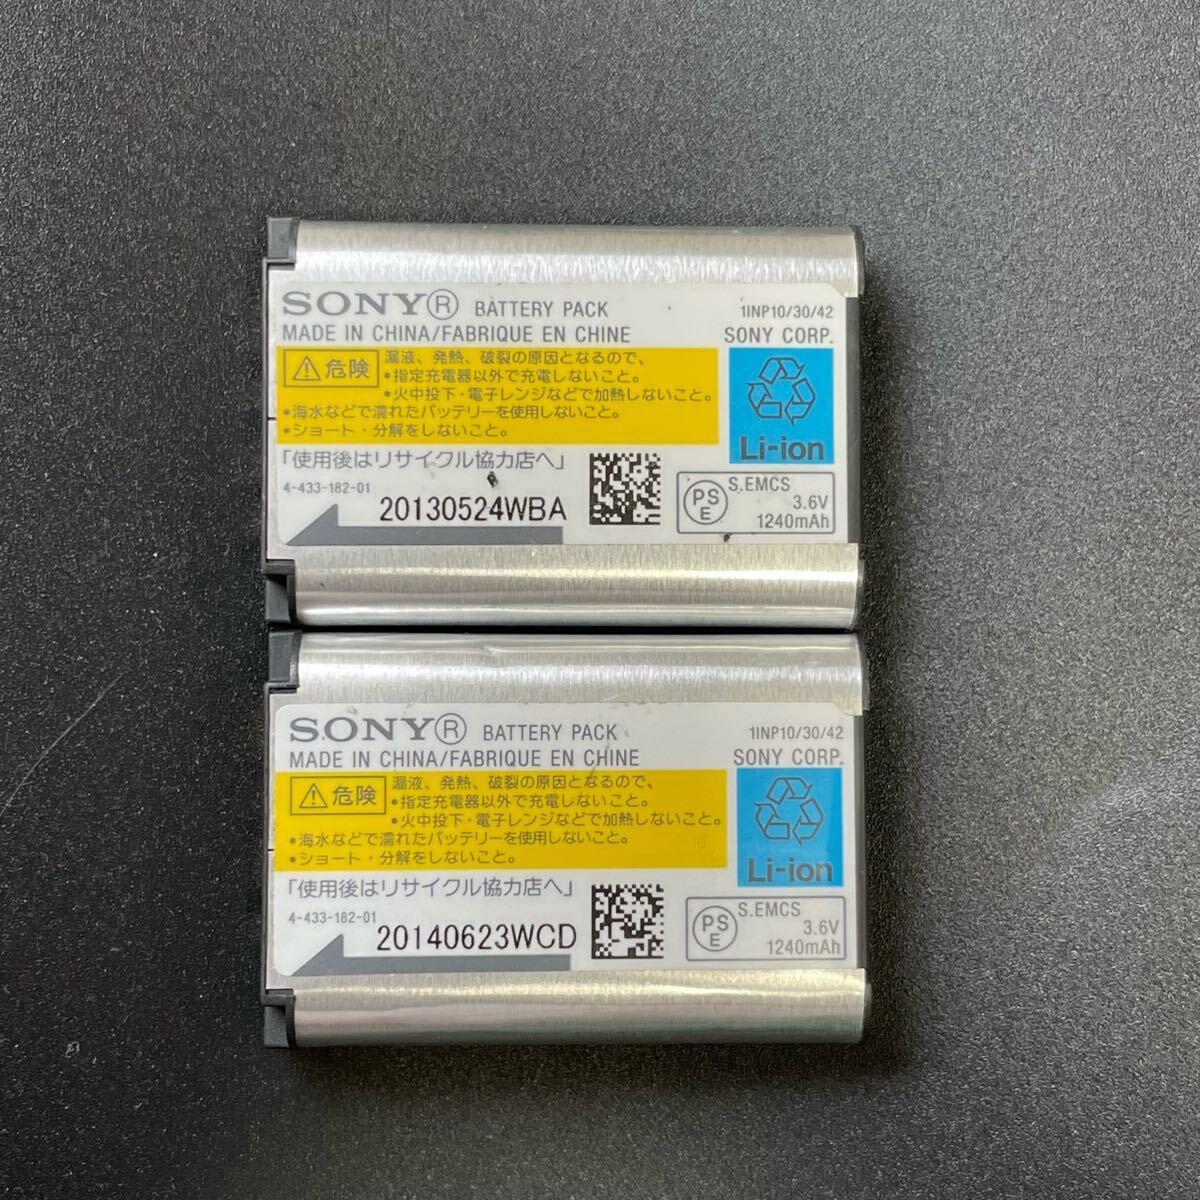 SONY® BATTERY PACK 1INP10/30/42
MADE IN CHINA/FABRIQUE EN CHINE SONY CORP.
⚠危険 漏液、発熱、破裂の原因となるので、
•指定充電器以外で充電しないこと。
•火中投下・電子レンジなどで加熱しないこと。
•海水などで濡れたバッテリーを使用しないこと。
•ショート・分解をしないこと。
Li-ion
「使用後はリサイクル協力店へ」
4-433-182-01
20130524WBA
PSE S.EMCS
3.6V
1240mAh
SONY® BATTERY PACK 1INP10/30/42
MADE IN CHINA/FABRIQUE EN CHINE SONY CORP.
⚠危険 漏液、発熱、破裂の原因となるので、
•指定充電器以外で充電しないこと。
•火中投下・電子レンジなどで加熱しないこと。
•海水などで濡れたバッテリーを使用しないこと。
•ショート・分解をしないこと。
Li-ion
「使用後はリサイクル協力店へ」
4-433-182-01
20140623WCD
PSE S.EMCS
3.6V
1240mAh